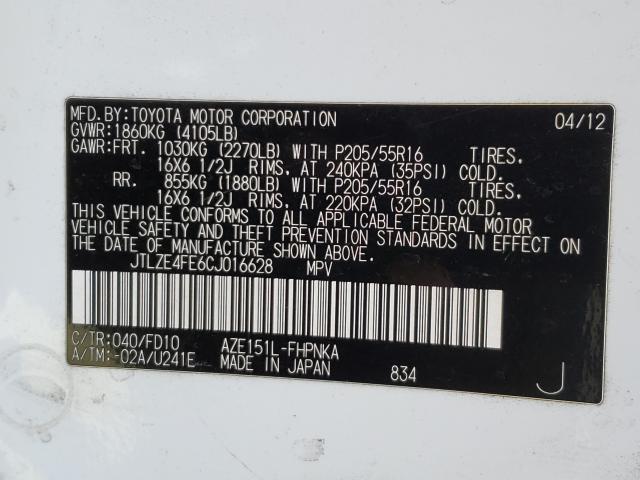 MFD.BY:TOYOTA MOTOR CORPORATION 04/12
GVWR:1860KG (4105LB)
GAWR:FRT. 1030KG (2270LB) WITH P205/55R16 TIRES.
16X6 1/2J RIMS, AT 240KPA (35PSI) COLD.
RR. 855KG (1880LB) WITH P205/55R16 TIRES.
16X6 1/2J RIMS, AT 220KPA (32PSI) COLD.
THIS VEHICLE CONFORMS TO ALL APPLICABLE FEDERAL MOTOR
VEHICLE SAFETY AND THEFT PREVENTION STANDARDS IN EFFECT ON
THE DATE OF MANUFACTURE SHOWN ABOVE.
JTLZE4FE6CJ016628 MPV
C/TR:040/FD10 AZE151L-FHPNKA
A/TM:-02A/U241E MADE IN JAPAN 834 J